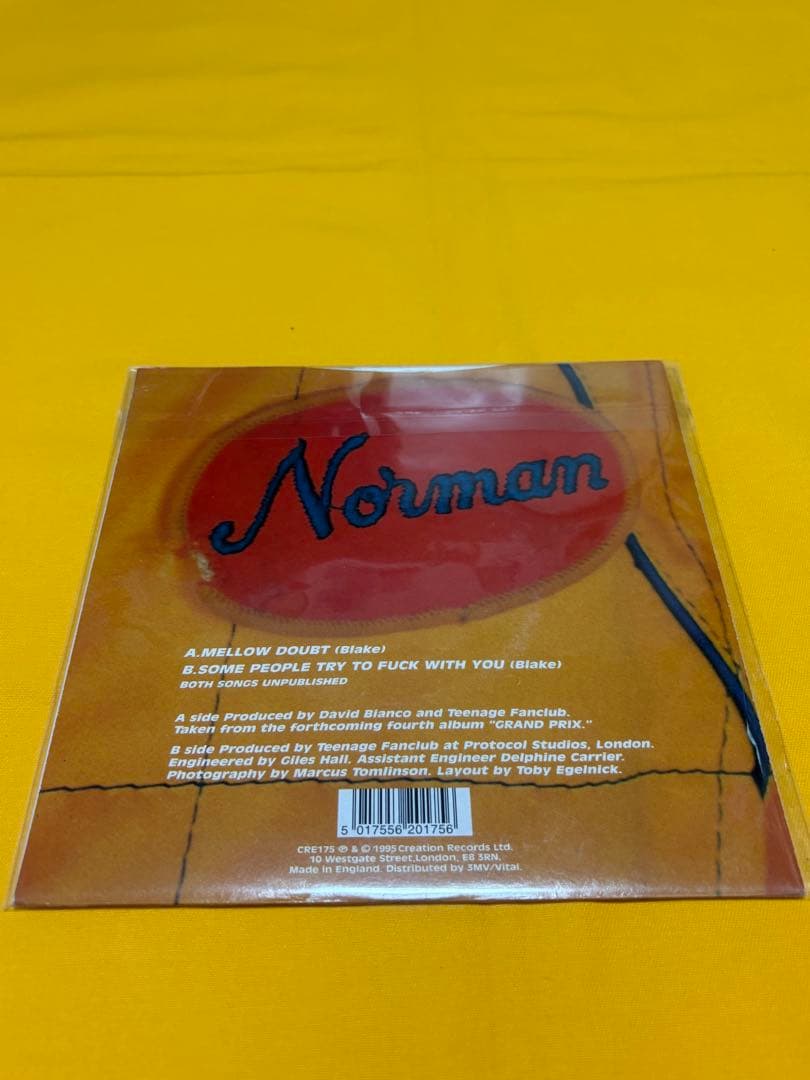 Norman
A.MELLOW DOUBT (Blake)
B.SOME PEOPLE TRY TO FUCK WITH YOU (Blake)
BOTH SONGS UNPUBLISHED
A side Produced by David Bianco and Teenage Fanclub.
Taken from the forthcoming fourth album "GRAND PRIX."
B side Produced by Teenage Fanclub at Protocol Studios, London.
Engineered by Giles Hall. Assistant Engineer Delphine Carrier.
Photography by Marcus Tomlinson. Layout by Toby Egelnick.
5 017556 201756
CRE175 ℗ & © 1995 Creation Records Ltd.
10 Westgate Street,London, E8 3RN.
Made in England. Distributed by 3MV/Vital.